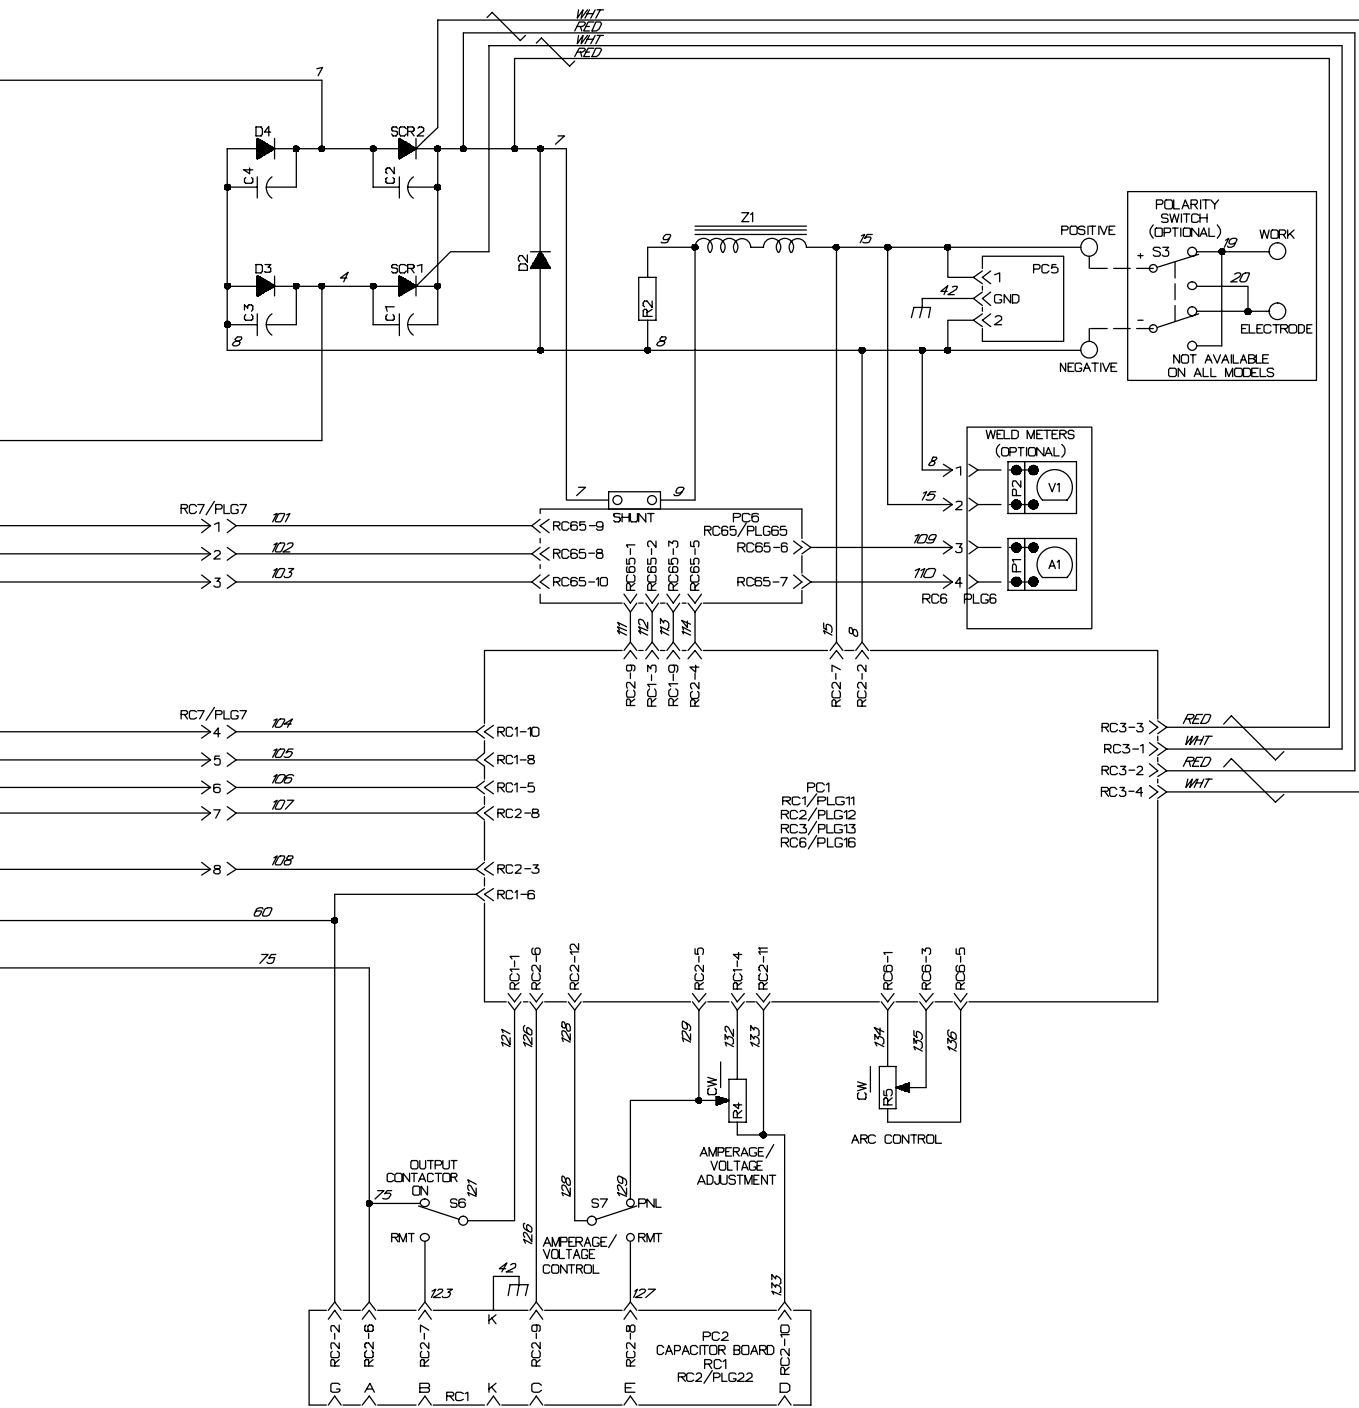 WHT
RED
WHT
RED
1
D4
SCR2
7
C4
C2
POLARITY
SWITCH
(OPTIONAL)
POSITIVE
Z1
9
15
S3
19
WORK
+
D3
4
SCR1
D2
PC5
1
42
GND
20
R2
2
C3
C1
-
ELECTRODE
8
8
NEGATIVE
NOT AVAILABLE
ON ALL MODELS
WELD METERS
(OPTIONAL)
8
1
P2
V1
7
9
15
2
RC7/PLG7
SHUNT
PC6
RC65/PLG65
1
101
RC65-9
2
102
RC65-8
3
103
RC65-10
RC65-1
RC65-2
RC65-3
RC65-5
RC65-6
109
3
P1
A1
RC65-7
110
4
RC6
PLG6
111
112
113
114
15
8
RC2-9
RC1-3
RC1-9
RC2-4
RC2-7
RC2-2
RC7/PLG7
4
104
RC1-10
5
105
RC1-8
6
106
RC1-5
7
107
RC2-8
8
108
RC2-3
RC1-6
RC3-3
RED
RC3-1
WHT
RC3-2
RED
RC3-4
WHT
PC1
RC1/PLG11
RC2/PLG12
RC3/PLG13
RC6/PLG16
60
75
RC1-1
RC2-6
RC2-12
RC2-5
RC1-4
RC2-11
RC6-1
RC6-3
RC6-5
121
126
128
129
132
133
134
135
136
CW
R4
CW
R5
AMPERAGE/
VOLTAGE
ADJUSTMENT
ARC CONTROL
OUTPUT
CONTACTOR
ON
75
S6
121
128
129
S7
PNL
RMT
126
AMPERAGE/
VOLTAGE
CONTROL
RMT
42
123
127
133
K
RC2-2
RC2-6
RC2-7
RC2-9
RC2-8
RC2-10
PC2
CAPACITOR BOARD
RC1
RC2/PLG22
G
A
B
RC1
K
C
E
D